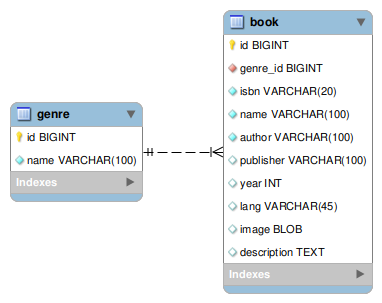 genre
id BIGINT
name VARCHAR(100)
Indexes
book
id BIGINT
genre_id BIGINT
isbn VARCHAR(20)
name VARCHAR(100)
author VARCHAR(100)
publisher VARCHAR(100)
year INT
lang VARCHAR(45)
image BLOB
description TEXT
Indexes